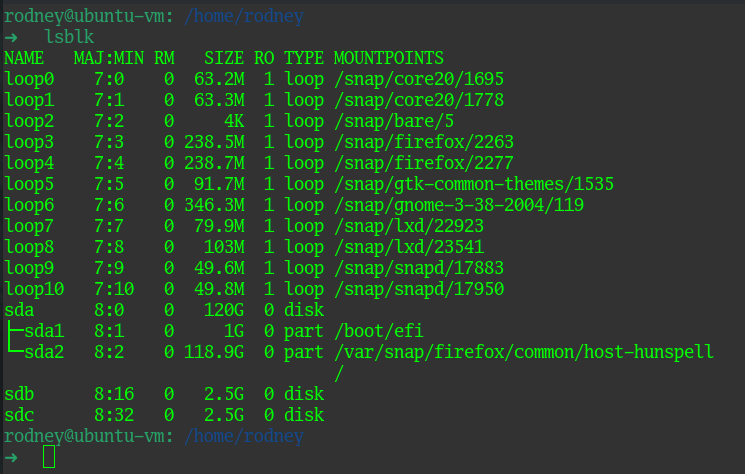 rodney@ubuntu-vm: /home/rodney
→  lsblk
NAME   MAJ:MIN RM   SIZE RO TYPE MOUNTPOINTS
loop0    7:0    0  63.2M  1 loop /snap/core20/1695
loop1    7:1    0  63.3M  1 loop /snap/core20/1778
loop2    7:2    0     4K  1 loop /snap/bare/5
loop3    7:3    0 238.5M  1 loop /snap/firefox/2263
loop4    7:4    0 238.7M  1 loop /snap/firefox/2277
loop5    7:5    0  91.7M  1 loop /snap/gtk-common-themes/1535
loop6    7:6    0 346.3M  1 loop /snap/gnome-3-38-2004/119
loop7    7:7    0  79.9M  1 loop /snap/lxd/22923
loop8    7:8    0   103M  1 loop /snap/lxd/23541
loop9    7:9    0  49.6M  1 loop /snap/snapd/17883
loop10   7:10   0  49.8M  1 loop /snap/snapd/17950
sda      8:0    0   120G  0 disk
├─sda1   8:1    0     1G  0 part /boot/efi
└─sda2   8:2    0 118.9G  0 part /var/snap/firefox/common/host-hunspell
                                 /
sdb      8:16   0   2.5G  0 disk
sdc      8:32   0   2.5G  0 disk
rodney@ubuntu-vm: /home/rodney
→